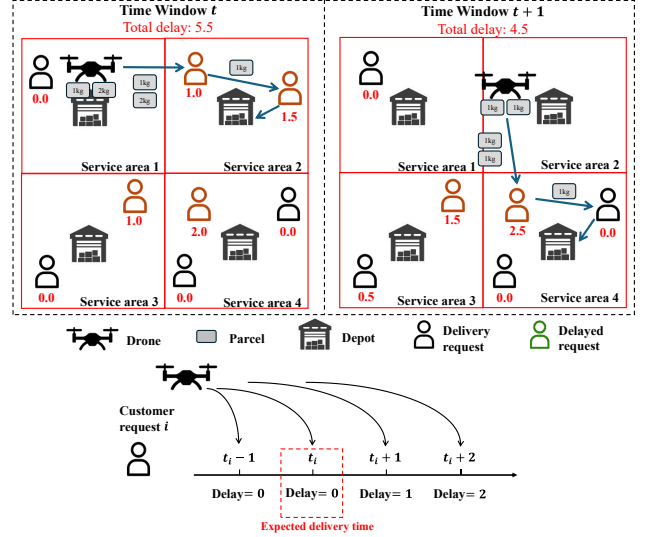 Time Window t
Total delay: 5.5
0.0
1kg
2kg
1kg
2kg
1.0
1kg
1.5
Service area 1
Service area 2
1.0
0.0
Service area 3
2.0
0.0
0.0
Service area 4
Time Window t + 1
Total delay: 4.5
0.0
1kg
1kg
1kg
1kg
Service area 1
Service area 2
1.5
0.5
Service area 3
2.5
1kg
0.0
0.0
Service area 4
Drone
Parcel
Depot
Delivery
request
Delayed
request
Customer
request i
t_i − 1
t_i
t_i + 1
t_i + 2
Delay= 0
Delay= 0
Delay= 1
Delay= 2
Expected delivery time